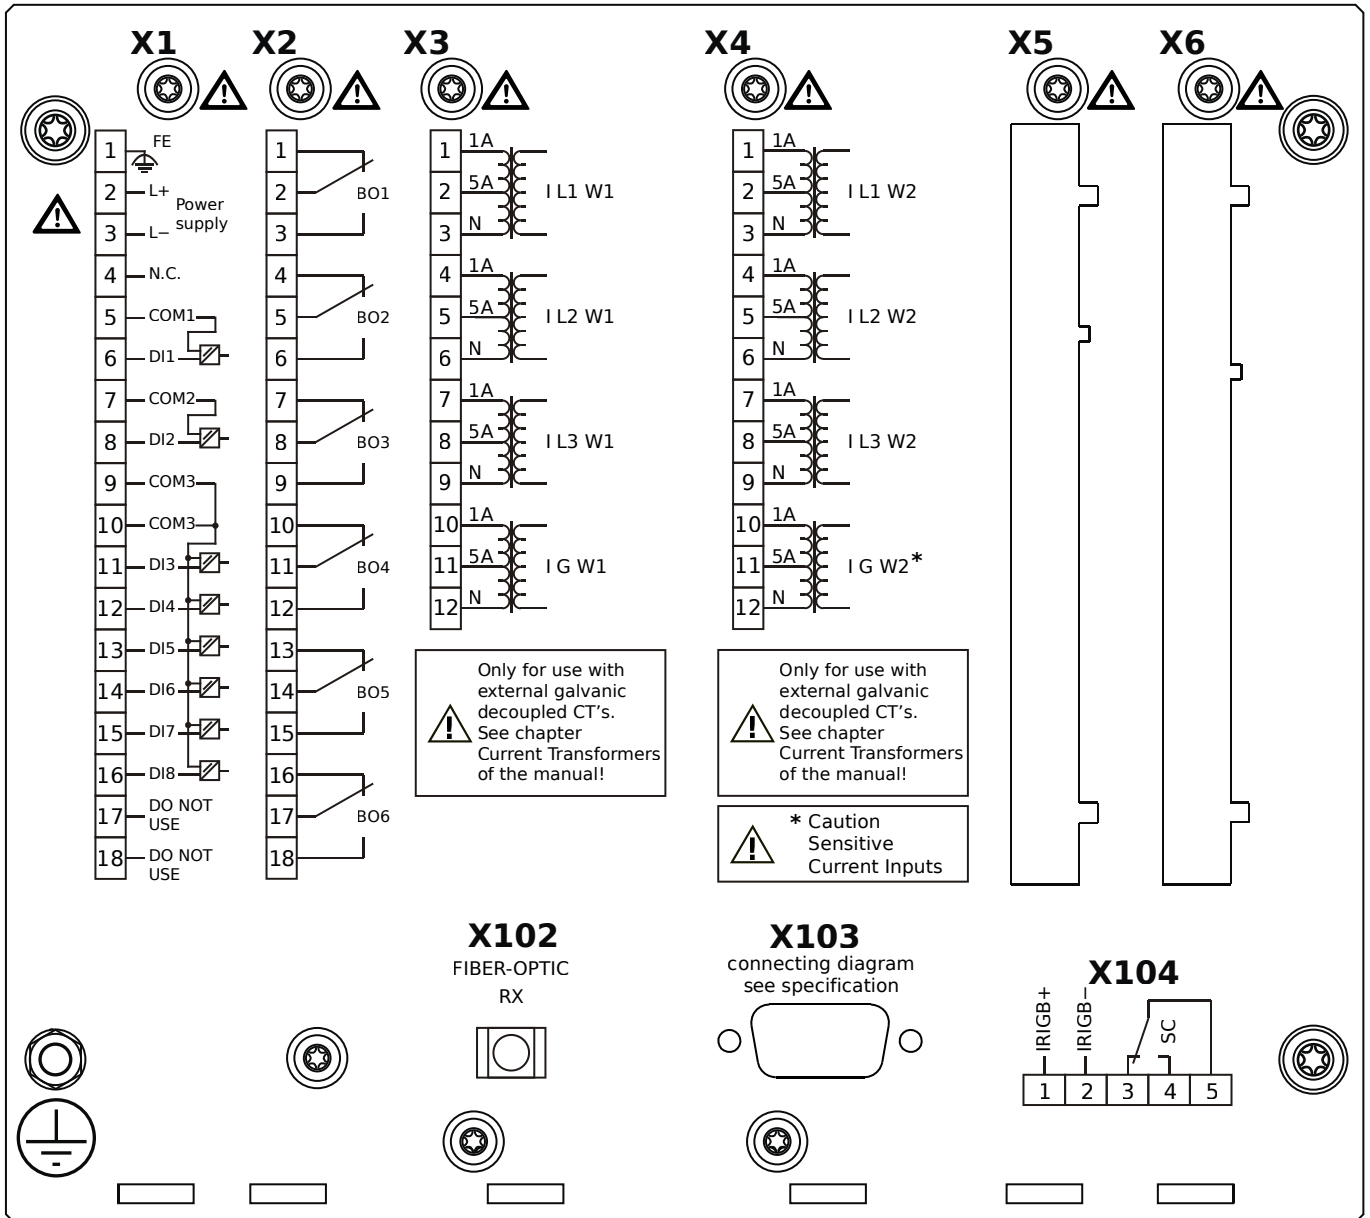 X1
X2
X3
X4
X5
X6
1 FE
2 L+
Power
supply
3 L−
4 N.C.
5 COM1
6 DI1
7 COM2
8 DI2
9 COM3
10 COM3
11 DI3
12 DI4
13 DI5
14 DI6
15 DI7
16 DI8
17 DO NOT
USE
18 DO NOT
USE
1
2 BO1
3
4
5 BO2
6
7
8 BO3
9
10
11 BO4
12
13
14 BO5
15
16
17 BO6
18
1 1A
2 5A I L1 W1
3 N
4 1A
5 5A I L2 W1
6 N
7 1A
8 5A I L3 W1
9 N
10 1A
11 5A I G W1
12 N
Only for use with
external galvanic
decoupled CT's.
See chapter
Current Transformers
of the manual!
1 1A
2 5A I L1 W2
3 N
4 1A
5 5A I L2 W2
6 N
7 1A
8 5A I L3 W2
9 N
10 1A
11 5A I G W2*
12 N
Only for use with
external galvanic
decoupled CT's.
See chapter
Current Transformers
of the manual!
* Caution
Sensitive
Current Inputs
X102
FIBER-OPTIC
RX
X103
connecting diagram
see specification
X104
IRIGB+
IRIGB−
SC
1 2 3 4 5